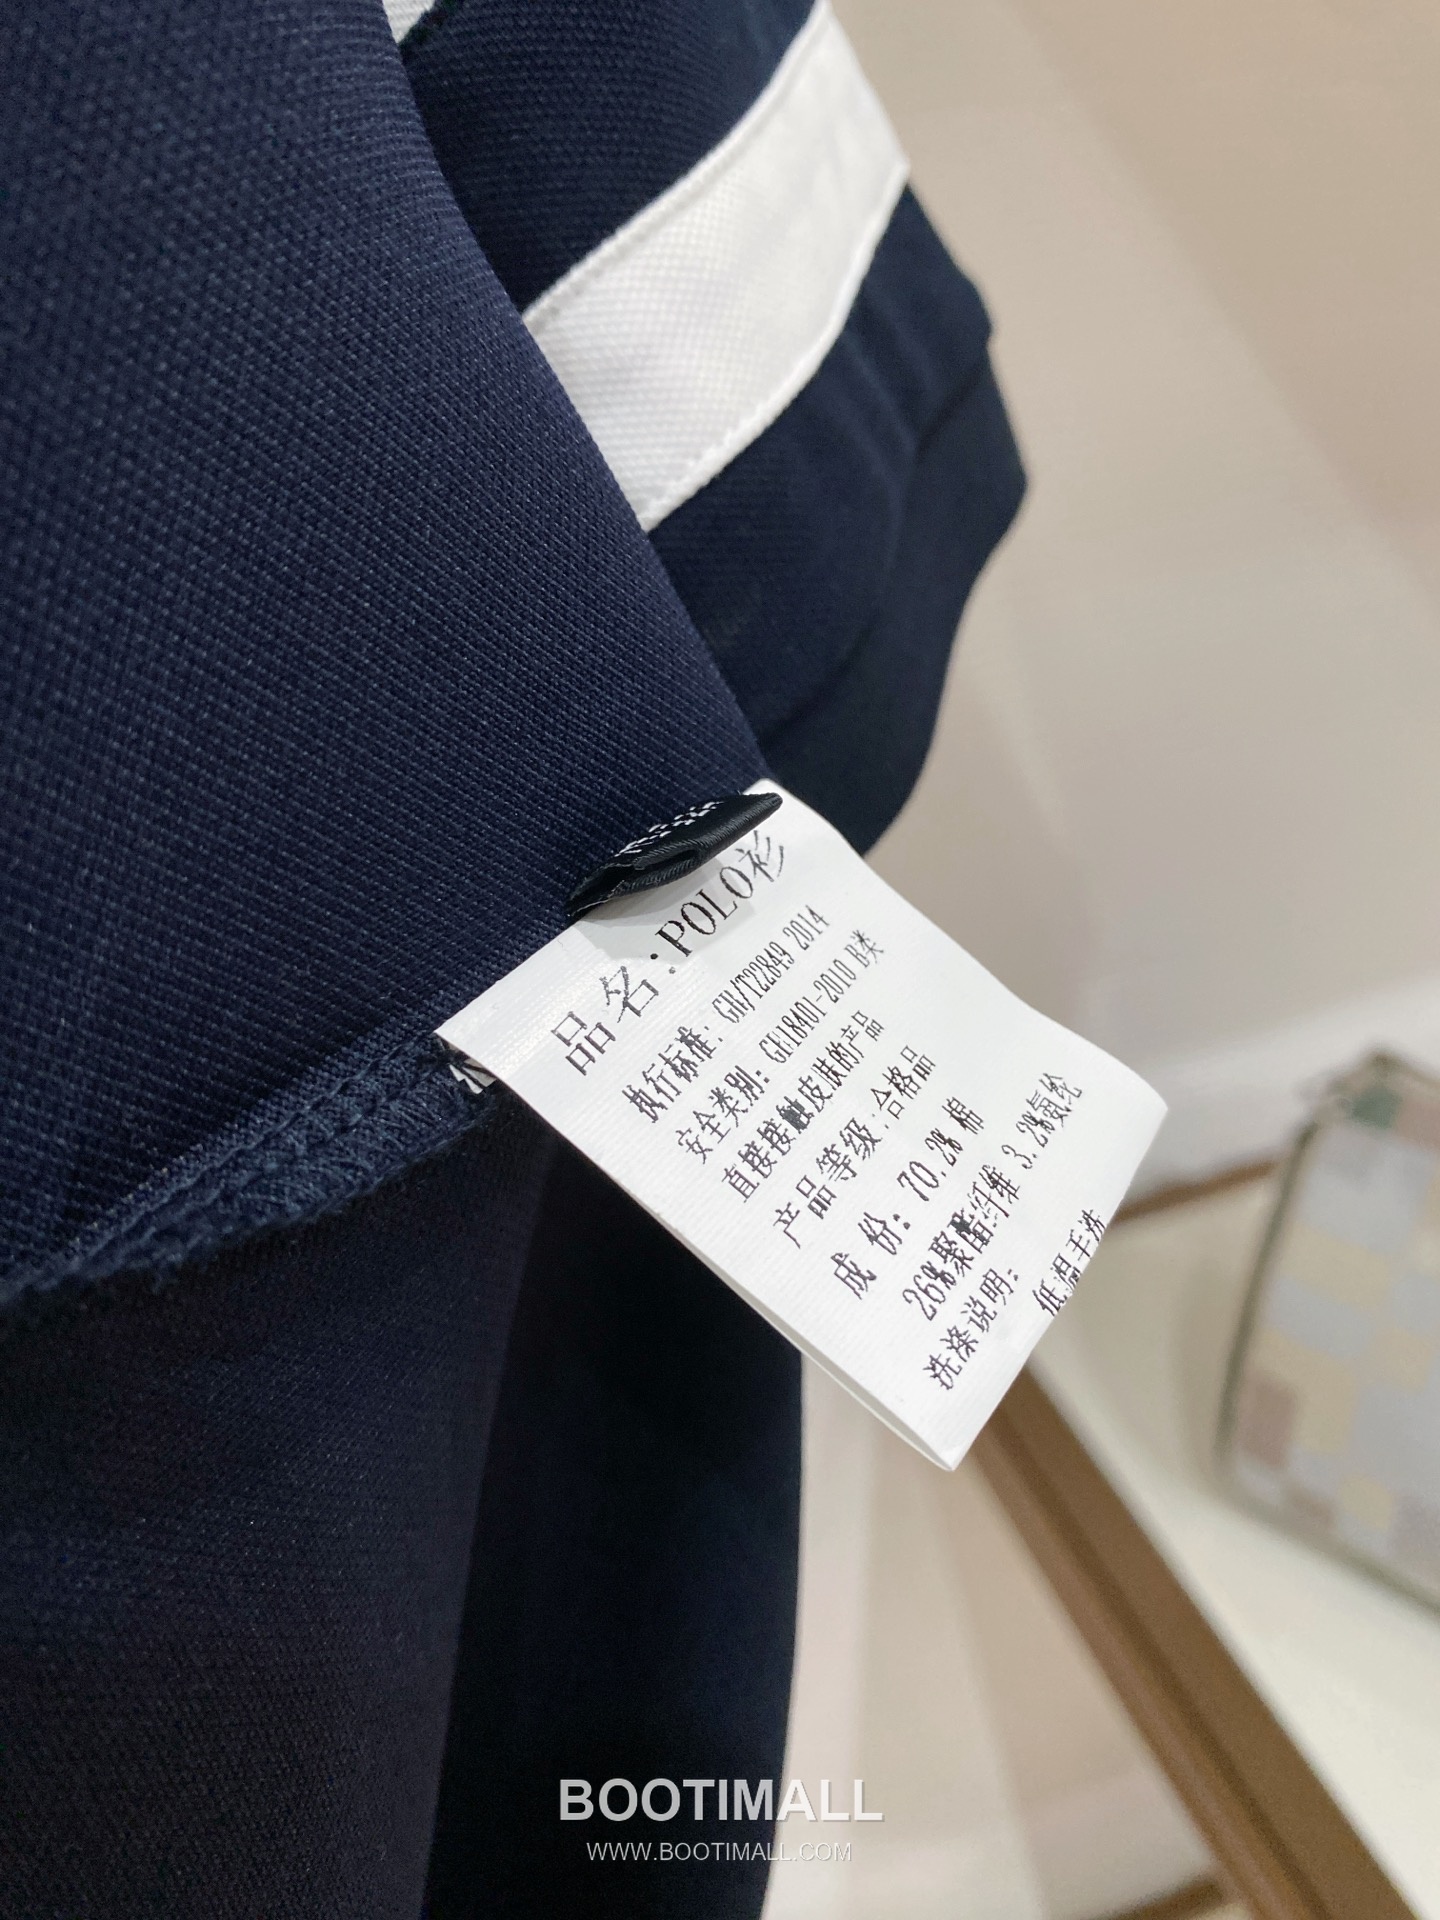 品名:POLO衫
执行标准: GB/T22849 2014
安全类别: GB18401-2010 B类
直接接触皮肤的产品
产品等级:合格品
成 份: 70.2% 棉
26%聚酯纤维 3.2%氨纶
洗涤说明: 低温手洗
BOOTIMALL
WWW.BOOTIMALL.COM